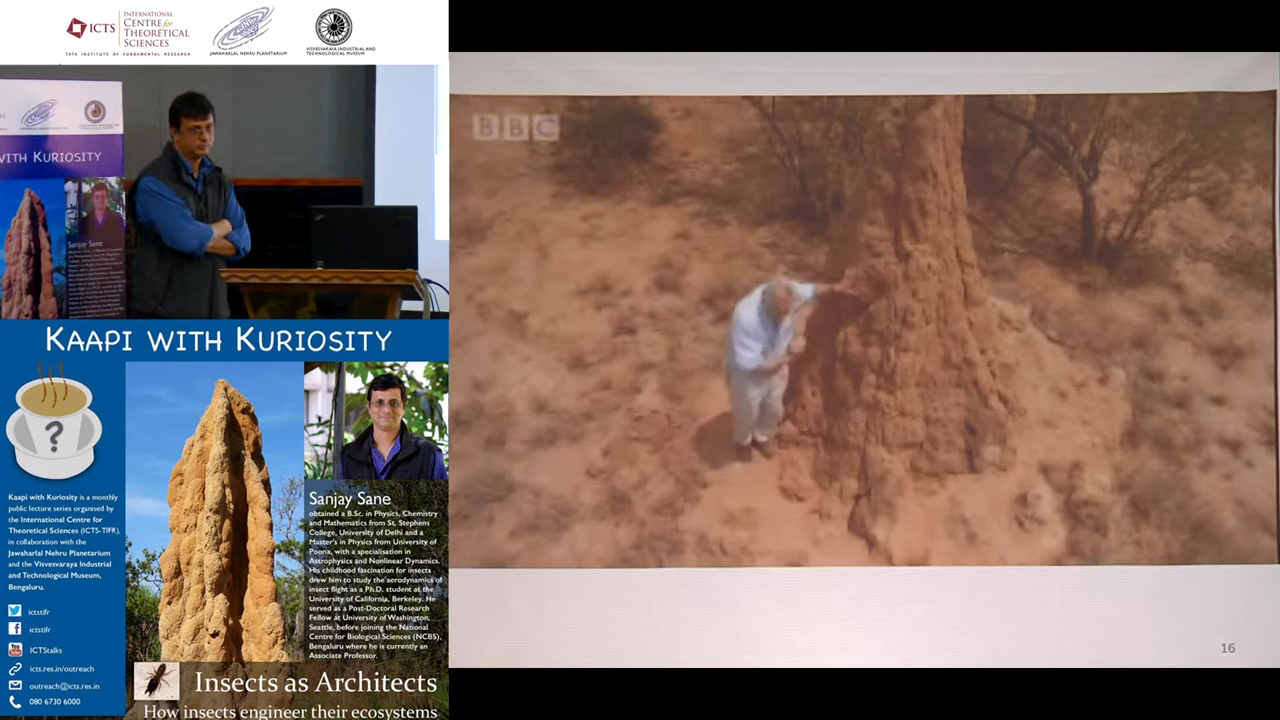 ICTS
INTERNATIONAL
CENTRE for
THEORETICAL
SCIENCES
TATA INSTITUTE OF FUNDAMENTAL RESEARCH
JAWAHARLAL NEHRU PLANETARIUM
VISVESVARAYA INDUSTRIAL AND
TECHNOLOGICAL MUSEUM
WITH KURIOSITY
Sanjay Sane
BBC
KAAPI WITH KURIOSITY
?
Kaapi with Kuriosity is a monthly
public lecture series organised by
the International Centre for
Theoretical Sciences (ICTS-TIFR),
in collaboration with the
Jawaharlal Nehru Planetarium
and the Visvesvaraya Industrial
and Technological Museum,
Bengaluru.
ictstifr
ictstifr
You Tube
ICTStalks
icts.res.in/outreach
outreach@icts.res.in
080 6730 6000
Sanjay Sane
obtained a B.Sc. in Physics, Chemistry
and Mathematics from St. Stephens
College, University of Delhi and a
Master's in Physics from University of
Poona, with a specialisation in
Astrophysics and Nonlinear Dynamics.
His childhood fascination for insects
drew him to study the aerodynamics of
insect flight as a Ph.D. student at the
University of California, Berkeley. He
served as a Post-Doctoral Research
Fellow at University of Washington,
Seattle, before joining the National
Centre for Biological Sciences (NCBS),
Bengaluru where he is currently an
Associate Professor.
Insects as Architects
How insects engineer their ecosystems
16